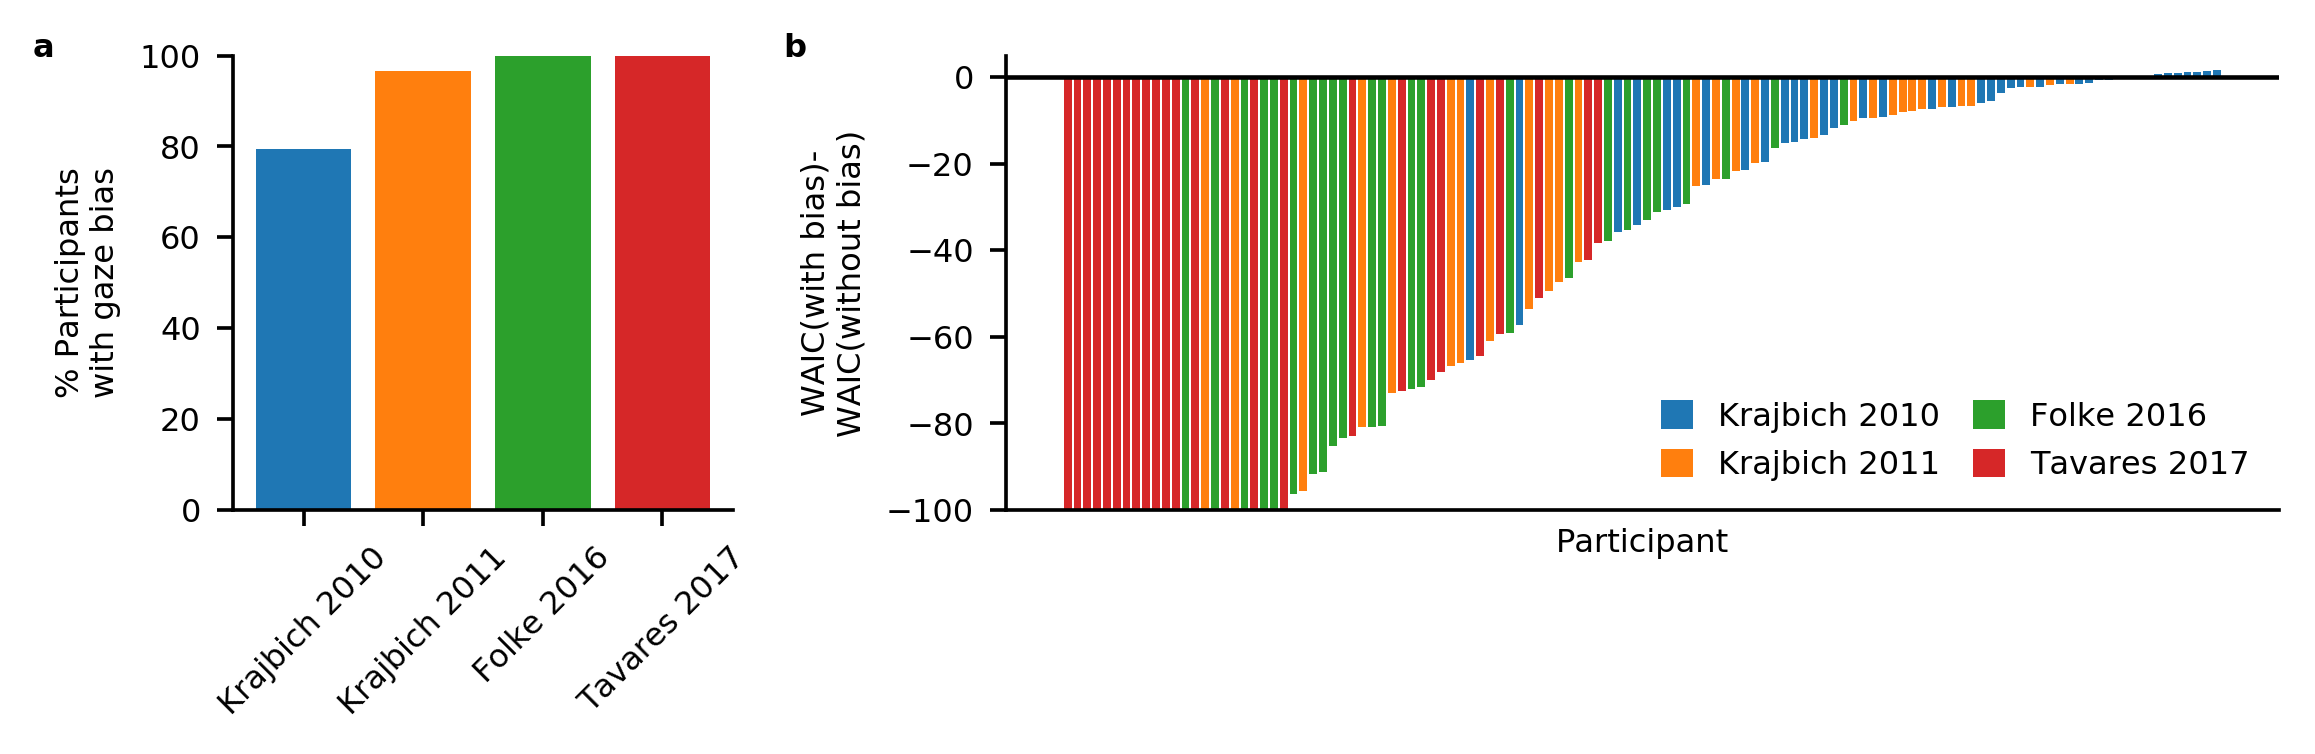 a
% Participants
with gaze bias
100
80
60
40
20
0
Krajbich 2010
Krajbich 2011
Folke 2016
Tavares 2017
b
WAIC(with bias)-
WAIC(without bias)
0
−20
−40
−60
−80
−100
Krajbich 2010
Krajbich 2011
Folke 2016
Tavares 2017
Participant